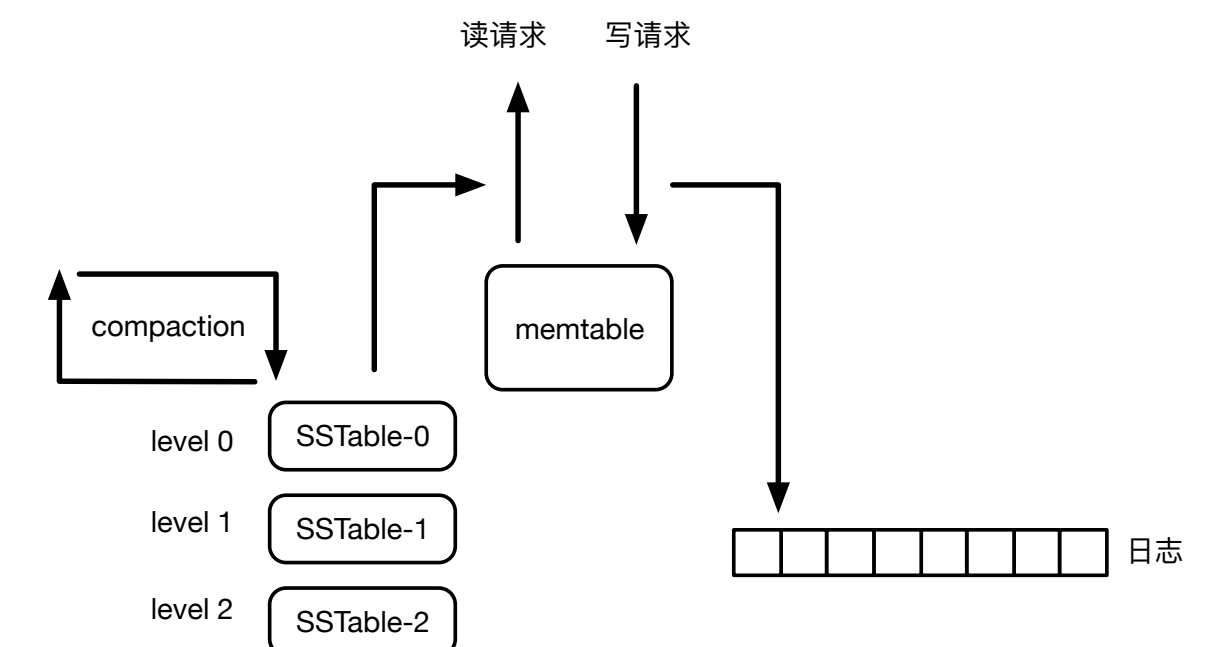 读请求 写请求
compaction
memtable
level 0 SSTable-0
level 1 SSTable-1
level 2 SSTable-2
日志